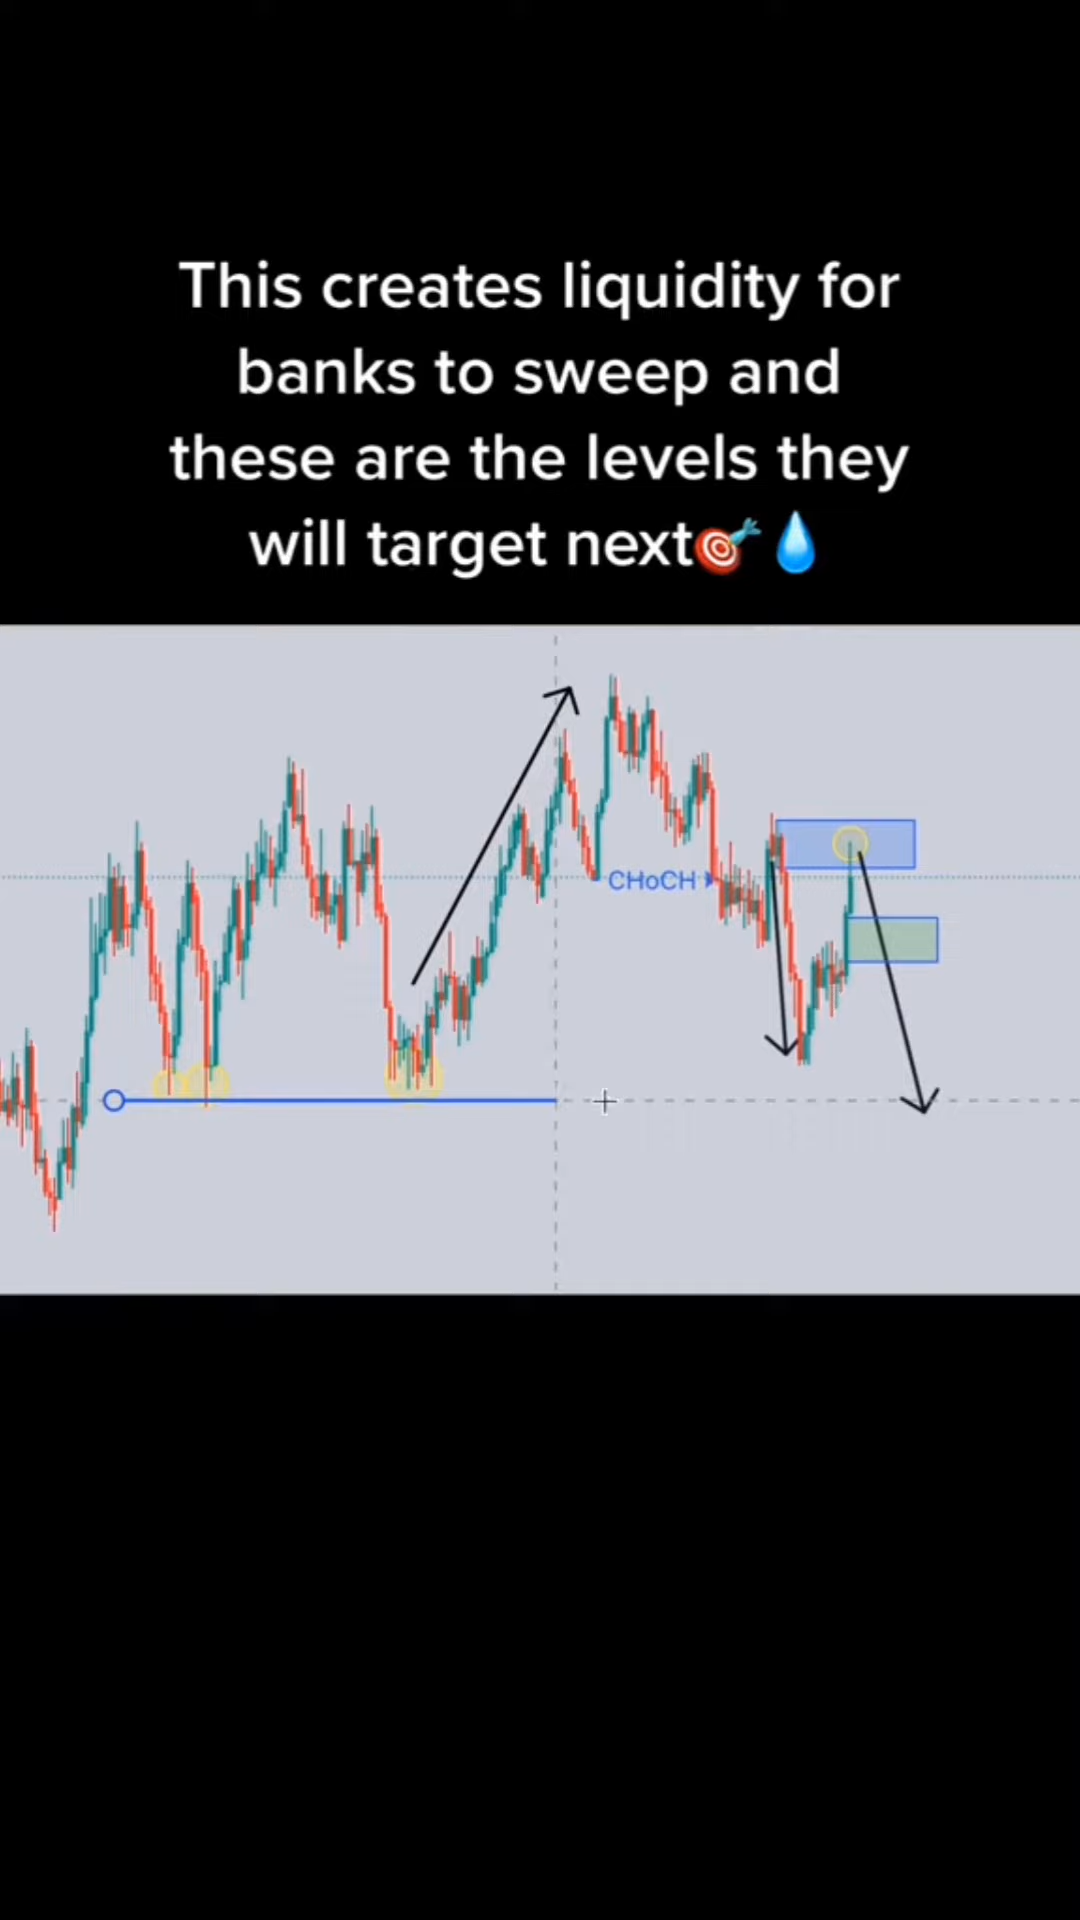 This creates liquidity for
banks to sweep and
these are the levels they
will target next🎯💧
CHoCH